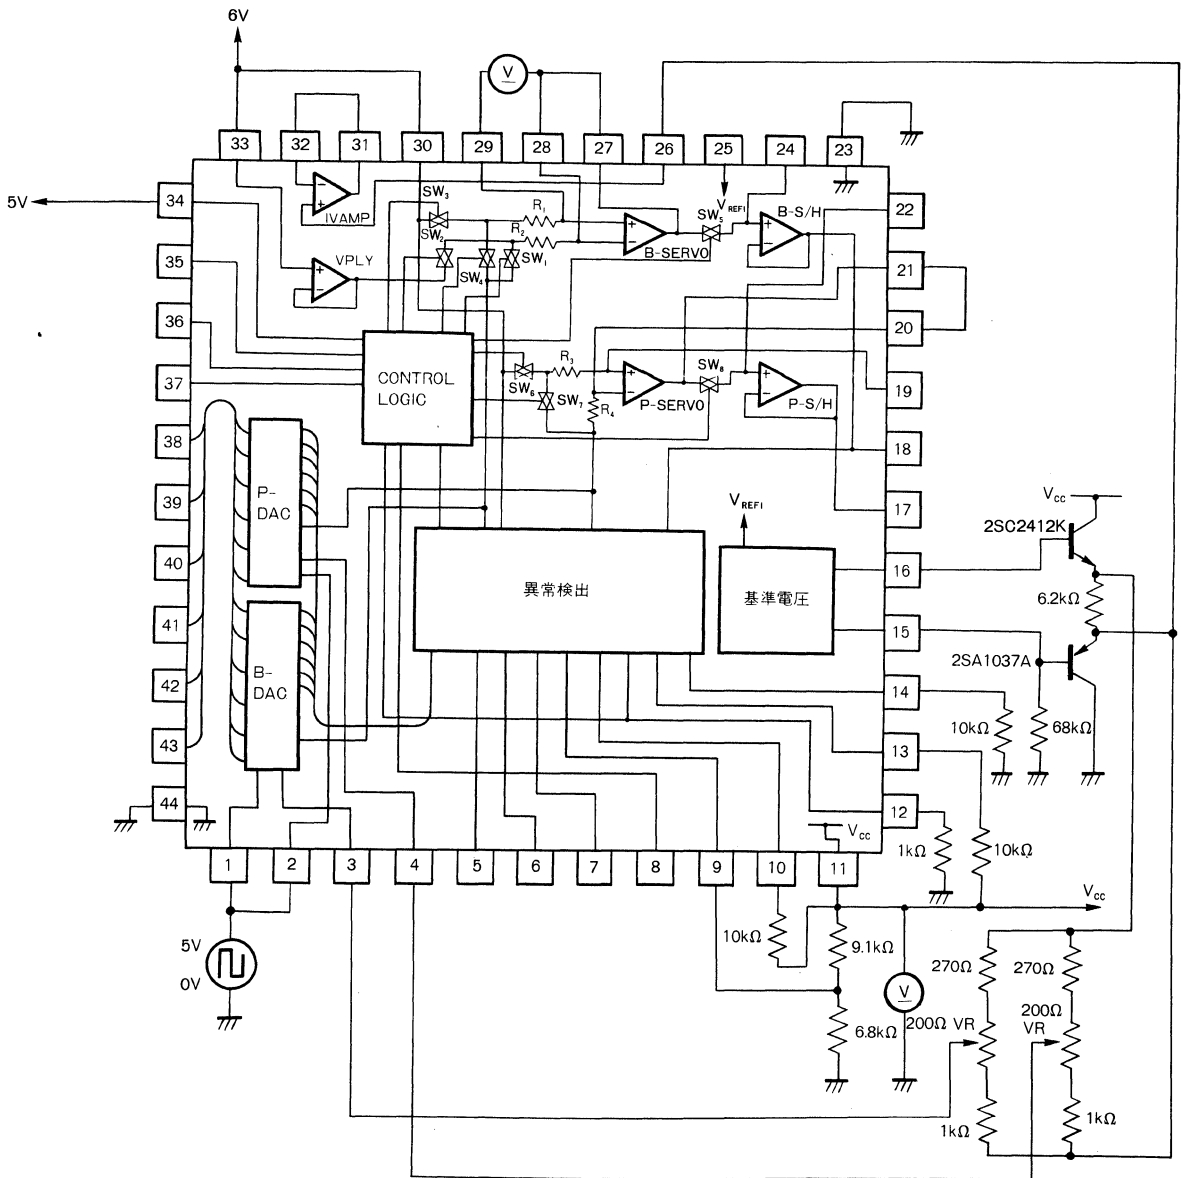 6V
V
33
32
31
30
29
28
27
26
25
24
23
5V
34
35
36
37
38
39
40
41
42
43
44
22
21
20
19
18
17
16
15
14
13
12
IVAMP
VPLY
SW3
SW2
SW4
SW1
R1
R2
B-SERVO
SW5
VREF1
B-S/H
CONTROL
LOGIC
SW6
SW7
R3
R4
P-SERVO
SW8
P-S/H
P-
DAC
B-
DAC
異常検出
VREF1
基準電圧
VCC
2SC2412K
6.2kΩ
2SA1037A
10kΩ
68kΩ
VCC
1kΩ
10kΩ
1
2
3
4
5
6
7
8
9
10
11
VCC
5V
0V
10kΩ
9.1kΩ
6.8kΩ
V
270Ω
270Ω
200Ω VR
200Ω
VR
1kΩ
1kΩ